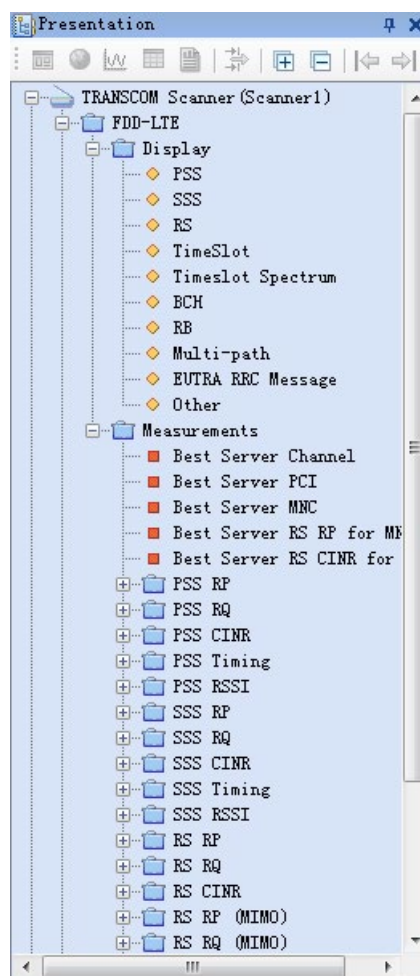 Presentation
TRANSCOM Scanner(Scanner1)
FDD-LTE
Display
PSS
SSS
RS
TimeSlot
Timeslot Spectrum
BCH
RB
Multi-path
EUTRA RRC Message
Other
Measurements
Best Server Channel
Best Server PCI
Best Server MNC
Best Server RS RP for MN
Best Server RS CINR for
PSS RP
PSS RQ
PSS CINR
PSS Timing
PSS RSSI
SSS RP
SSS RQ
SSS CINR
SSS Timing
SSS RSSI
RS RP
RS RQ
RS CINR
RS RP (MIMO)
RS RQ (MIMO)